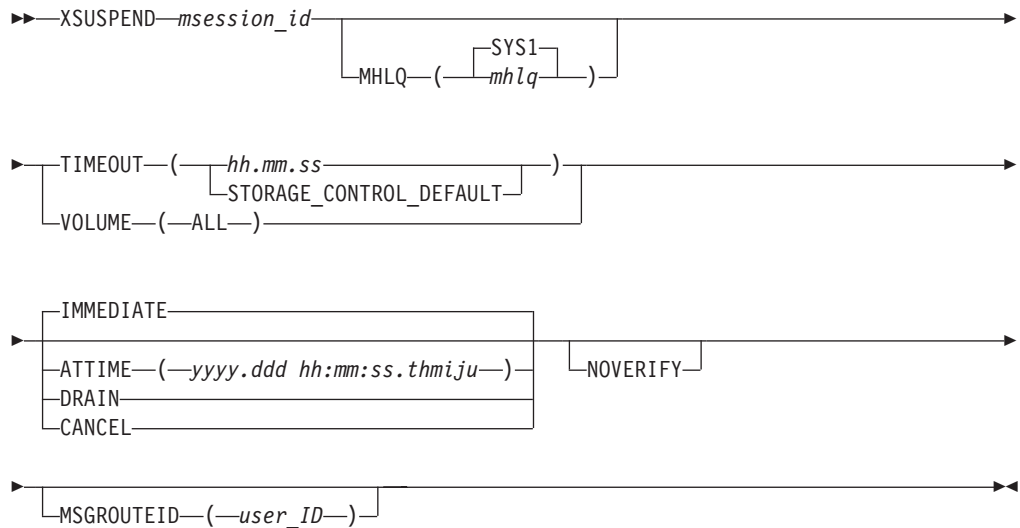 XSUSPEND msession_id
SYS1
MHLQ ( mhlq )
TIMEOUT ( hh.mm.ss )
STORAGE_CONTROL_DEFAULT
VOLUME ( ALL )
IMMEDIATE
ATTIME ( yyyy.ddd hh:mm:ss.thmiju )
NOVERIFY
DRAIN
CANCEL
MSGROUTEID ( user_ID )